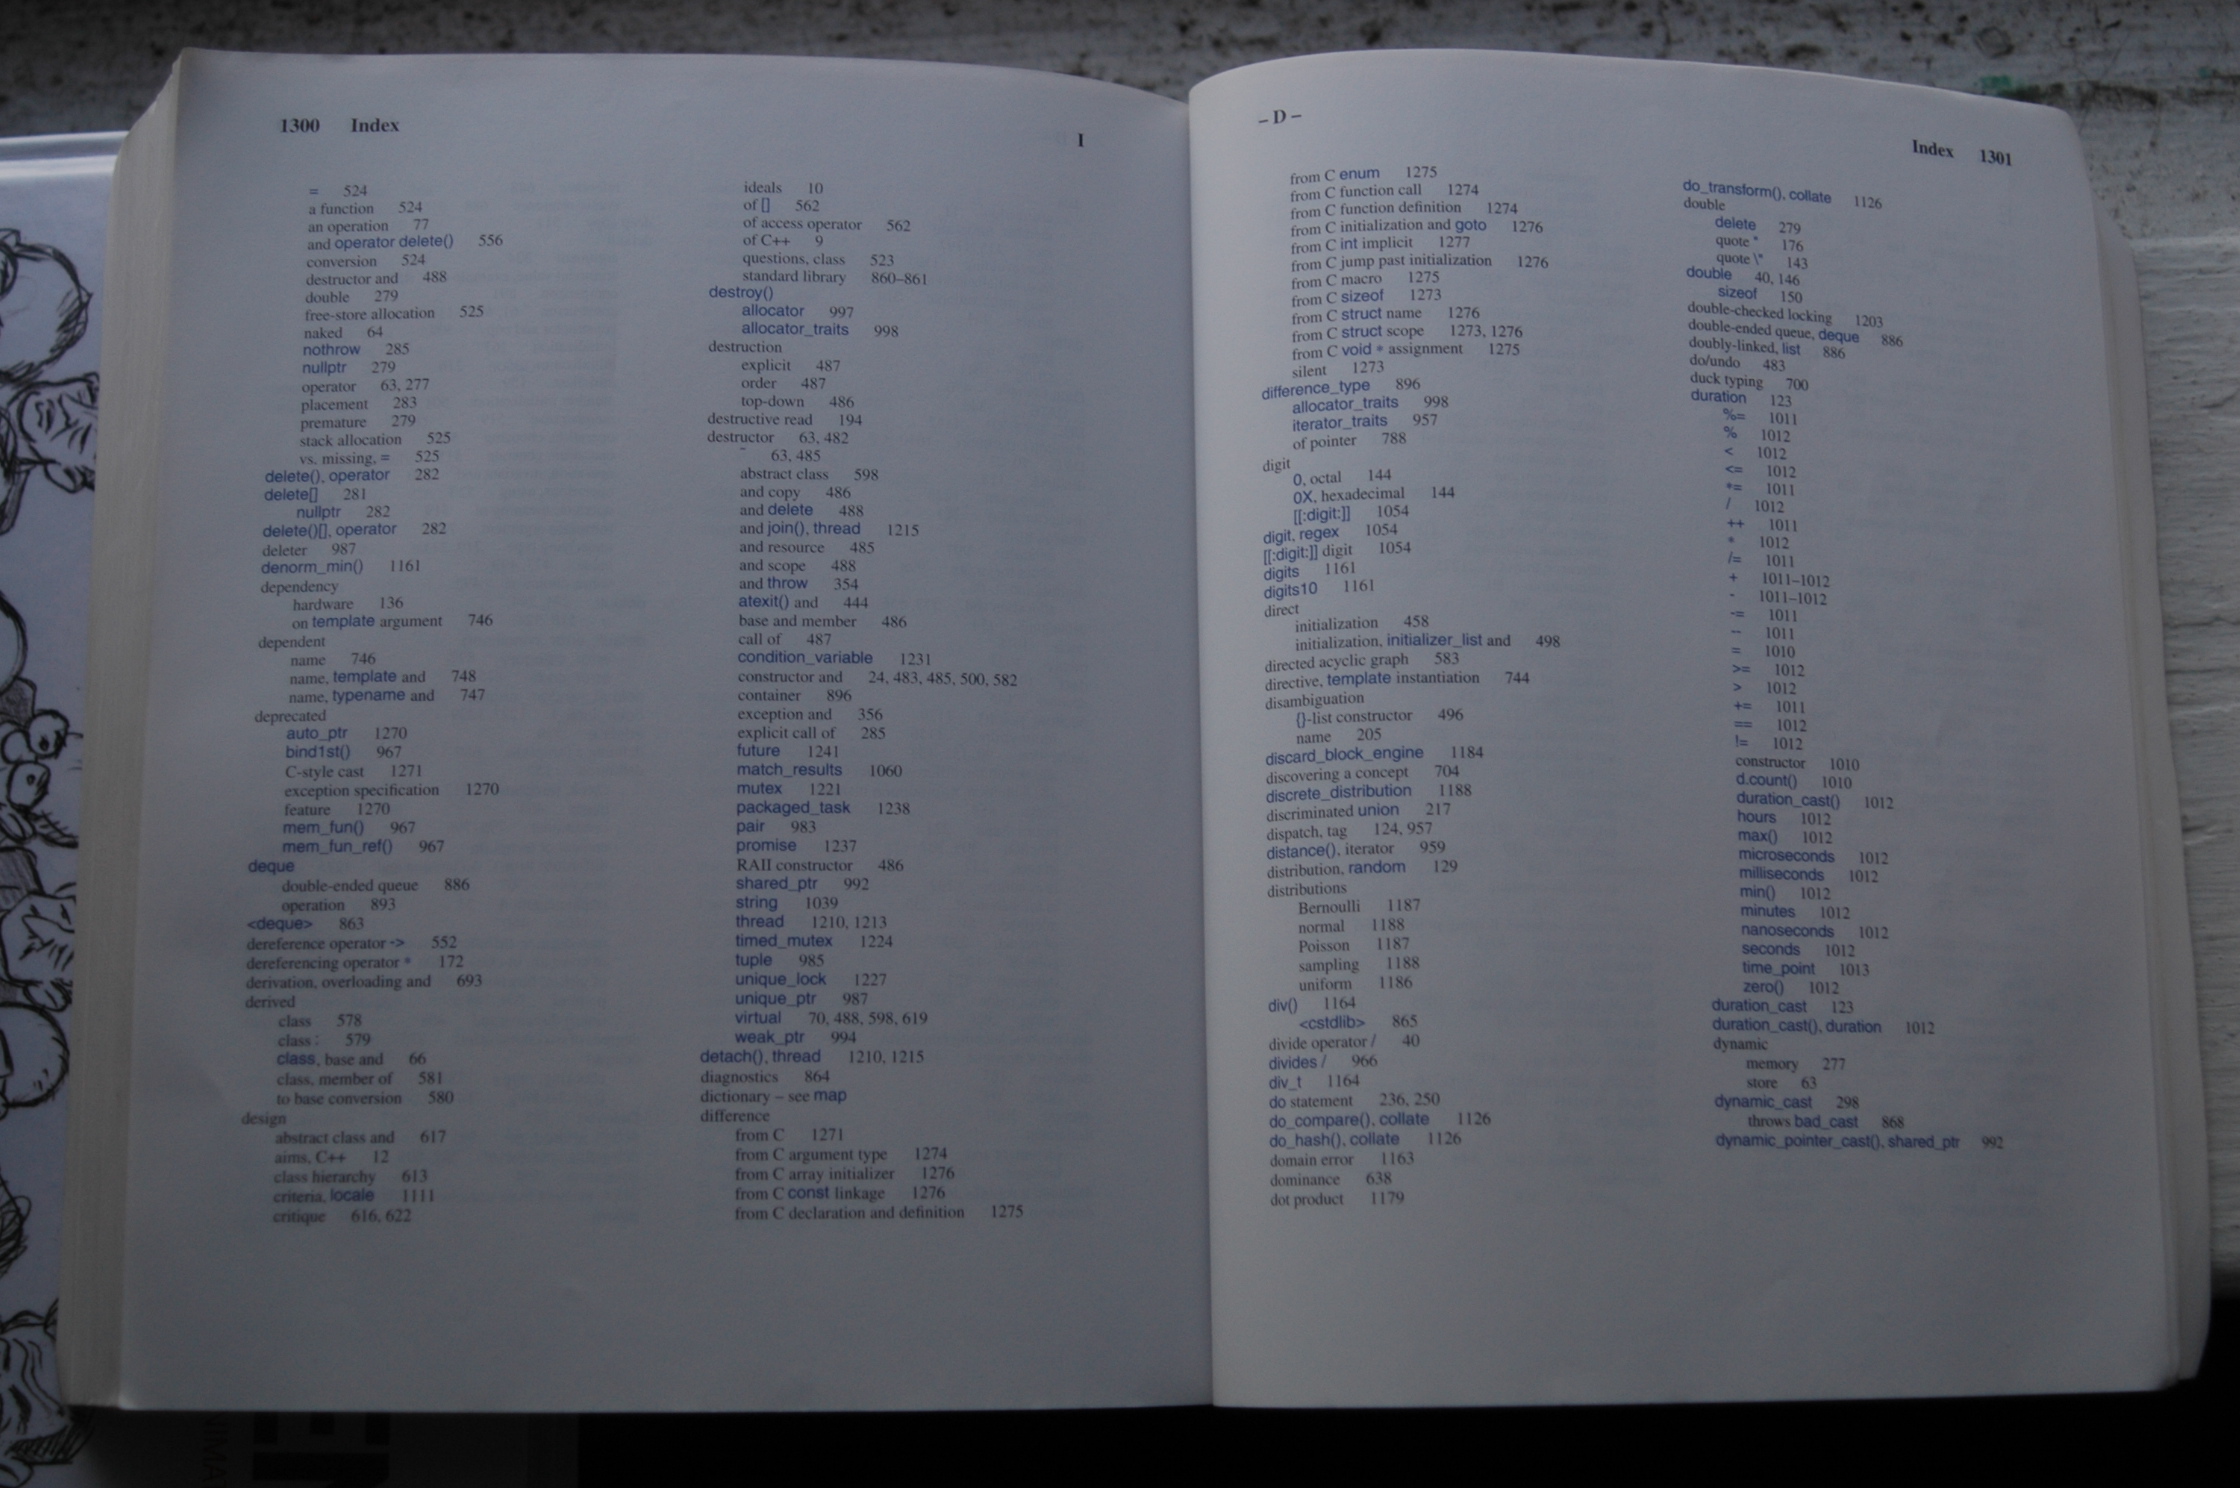 1300 Index
I
= 524
a function 524
an operation 77
and operator delete() 556
conversion 524
destructor and 488
double 279
free-store allocation 525
naked 64
nothrow 285
nullptr 279
operator 63, 277
placement 283
premature 279
stack allocation 525
vs. missing, = 525
delete(), operator 282
delete[] 281
nullptr 282
delete()[], operator 282
deleter 987
denorm_min() 1161
dependency
hardware 136
on template argument 746
dependent
name 746
name, template and 748
name, typename and 747
deprecated
auto_ptr 1270
bind1st() 967
C-style cast 1271
exception specification 1270
feature 1270
mem_fun() 967
mem_fun_ref() 967
deque
double-ended queue 886
operation 893
<deque> 863
dereference operator -> 552
dereferencing operator * 172
derivation, overloading and 693
derived
class 578
class : 579
class, base and 66
class, member of 581
to base conversion 580
design
abstract class and 617
aims, C++ 12
class hierarchy 613
criteria, locale 1111
critique 616, 622
ideals 10
of [] 562
of access operator 562
of C++ 9
questions, class 523
standard library 860–861
destroy()
allocator 997
allocator_traits 998
destruction
explicit 487
order 487
top-down 486
destructive read 194
destructor 63, 482
~ 63, 485
abstract class 598
and copy 486
and delete 488
and join(), thread 1215
and resource 485
and scope 488
and throw 354
atexit() and 444
base and member 486
call of 487
condition_variable 1231
constructor and 24, 483, 485, 500, 582
container 896
exception and 356
explicit call of 285
future 1241
match_results 1060
mutex 1221
packaged_task 1238
pair 983
promise 1237
RAII constructor 486
shared_ptr 992
string 1039
thread 1210, 1213
timed_mutex 1224
tuple 985
unique_lock 1227
unique_ptr 987
virtual 70, 488, 598, 619
weak_ptr 994
detach(), thread 1210, 1215
diagnostics 864
dictionary – see map
difference
from C 1271
from C argument type 1274
from C array initializer 1276
from C const linkage 1276
from C declaration and definition 1275
– D –
Index 1301
from C enum 1275
from C function call 1274
from C function definition 1274
from C initialization and goto 1276
from C int implicit 1277
from C jump past initialization 1276
from C macro 1275
from C sizeof 1273
from C struct name 1276
from C struct scope 1273, 1276
from C void * assignment 1275
silent 1273
difference_type 896
allocator_traits 998
iterator_traits 957
of pointer 788
digit
0, octal 144
0X, hexadecimal 144
[[:digit:]] 1054
digit, regex 1054
[[:digit:]] digit 1054
digits 1161
digits10 1161
direct
initialization 458
initialization, initializer_list and 498
directed acyclic graph 583
directive, template instantiation 744
disambiguation
{}-list constructor 496
name 205
discard_block_engine 1184
discovering a concept 704
discrete_distribution 1188
discriminated union 217
dispatch, tag 124, 957
distance(), iterator 959
distribution, random 129
distributions
Bernoulli 1187
normal 1188
Poisson 1187
sampling 1188
uniform 1186
div() 1164
<cstdlib> 865
divide operator / 40
divides / 966
div_t 1164
do statement 236, 250
do_compare(), collate 1126
do_hash(), collate 1126
domain error 1163
dominance 638
dot product 1179
do_transform(), collate 1126
double
delete 279
quote " 176
quote \" 143
double 40, 146
sizeof 150
double-checked locking 1203
double-ended queue, deque 886
doubly-linked, list 886
do/undo 483
duck typing 700
duration 123
%= 1011
% 1012
< 1012
<= 1012
*= 1011
/ 1012
++ 1011
* 1012
/= 1011
+ 1011–1012
- 1011–1012
-= 1011
-- 1011
= 1010
>= 1012
> 1012
+= 1011
== 1012
!= 1012
constructor 1010
d.count() 1010
duration_cast() 1012
hours 1012
max() 1012
microseconds 1012
milliseconds 1012
min() 1012
minutes 1012
nanoseconds 1012
seconds 1012
time_point 1013
zero() 1012
duration_cast 123
duration_cast(), duration 1012
dynamic
memory 277
store 63
dynamic_cast 298
throws bad_cast 868
dynamic_pointer_cast(), shared_ptr 992